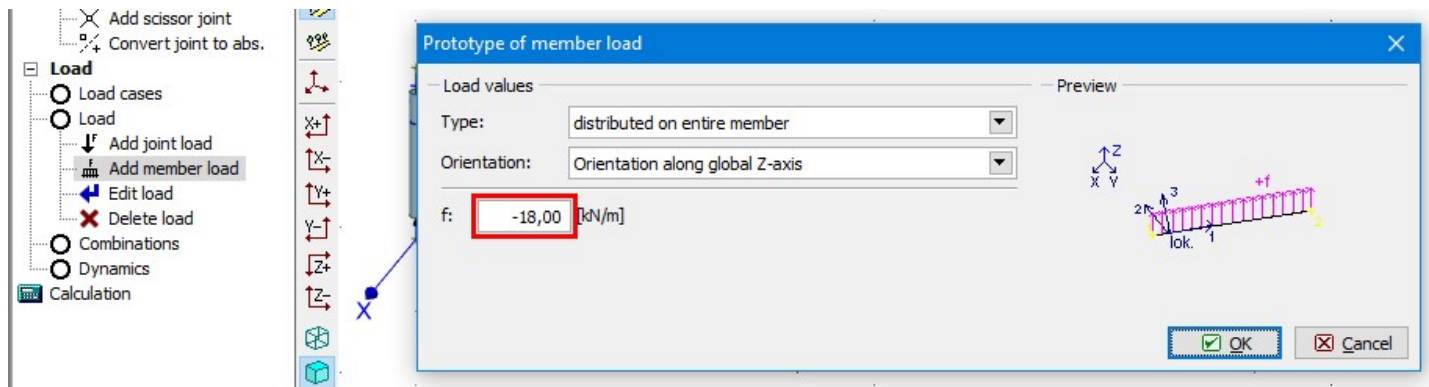 Add scissor joint
Convert joint to abs.
Load
Load cases
Load
Add joint load
Add member load
Edit load
Delete load
Combinations
Dynamics
Calculation
X+
X-
Y+
Y-
Z+
Z-
X
Prototype of member load
Load values
Type: distributed on entire member
Orientation: Orientation along global Z-axis
f: -18,00 [kN/m]
Preview
Z
X Y
3
+f
2
2
lok. 1
OK Cancel